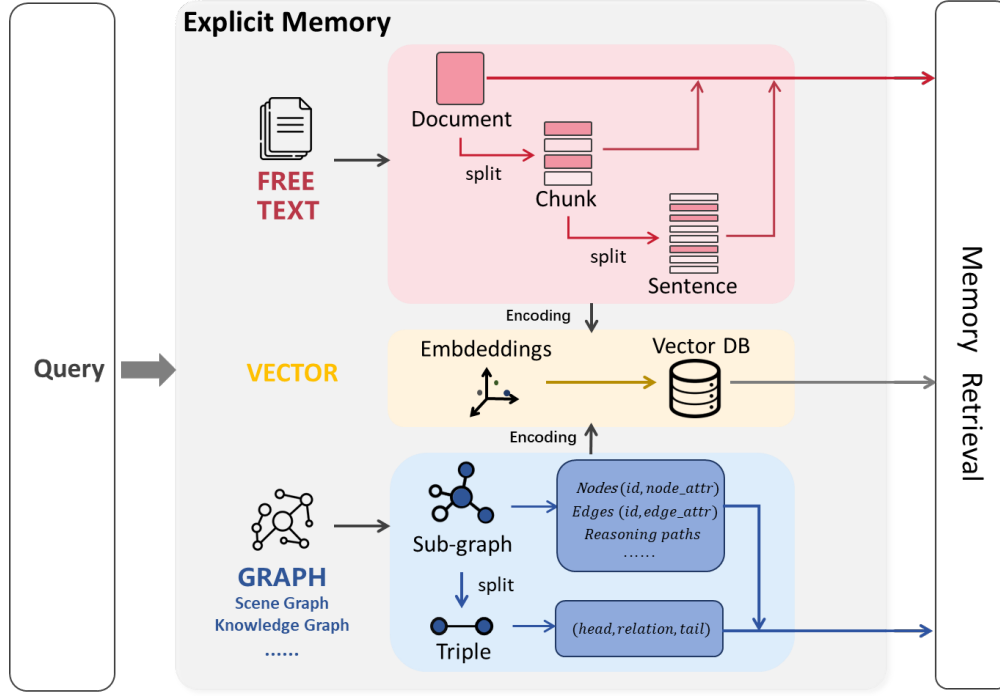 Explicit Memory
Document
split
Chunk
split
Sentence
FREE
TEXT
Encoding
Query
VECTOR
Embdeddings
Vector DB
Encoding
Sub-graph
Nodes(id,node_attr)
Edges (id,edge_attr)
Reasoning paths
......
split
Triple
(head,relation,tail)
GRAPH
Scene Graph
Knowledge Graph
......
Memory Retrieval